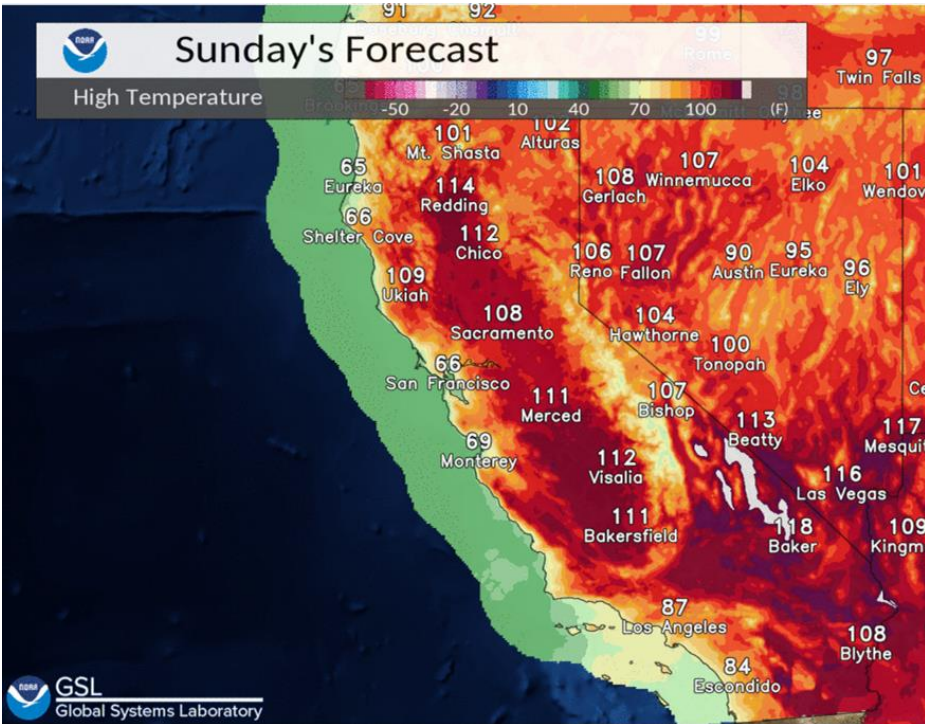 91 92
NOAA
Sunday's Forecast
99
Rome
97
Twin Falls
High Temperature
-50 -20 10 40 70 100 (F)
98
101
Mt. Shasta
102
Alturas
65
Eureka
114
Redding
108
Gerlach
107
Winnemucca
104
Elko
101
Wendov
66
Shelter Cove
112
Chico
106
Reno
107
Fallon
90
Austin
95
Eureka
96
Ely
109
Ukiah
108
Sacramento
104
Hawthorne
100
Tonopah
66
San Francisco
111
Merced
107
Bishop
Ce
113
Beatty
117
Mesquit
69
Monterey
112
Visalia
116
Las Vegas
111
Bakersfield
118
Baker
109
Kingm
87
Los Angeles
108
Blythe
84
Escondido
NOAA
GSL
Global Systems Laboratory